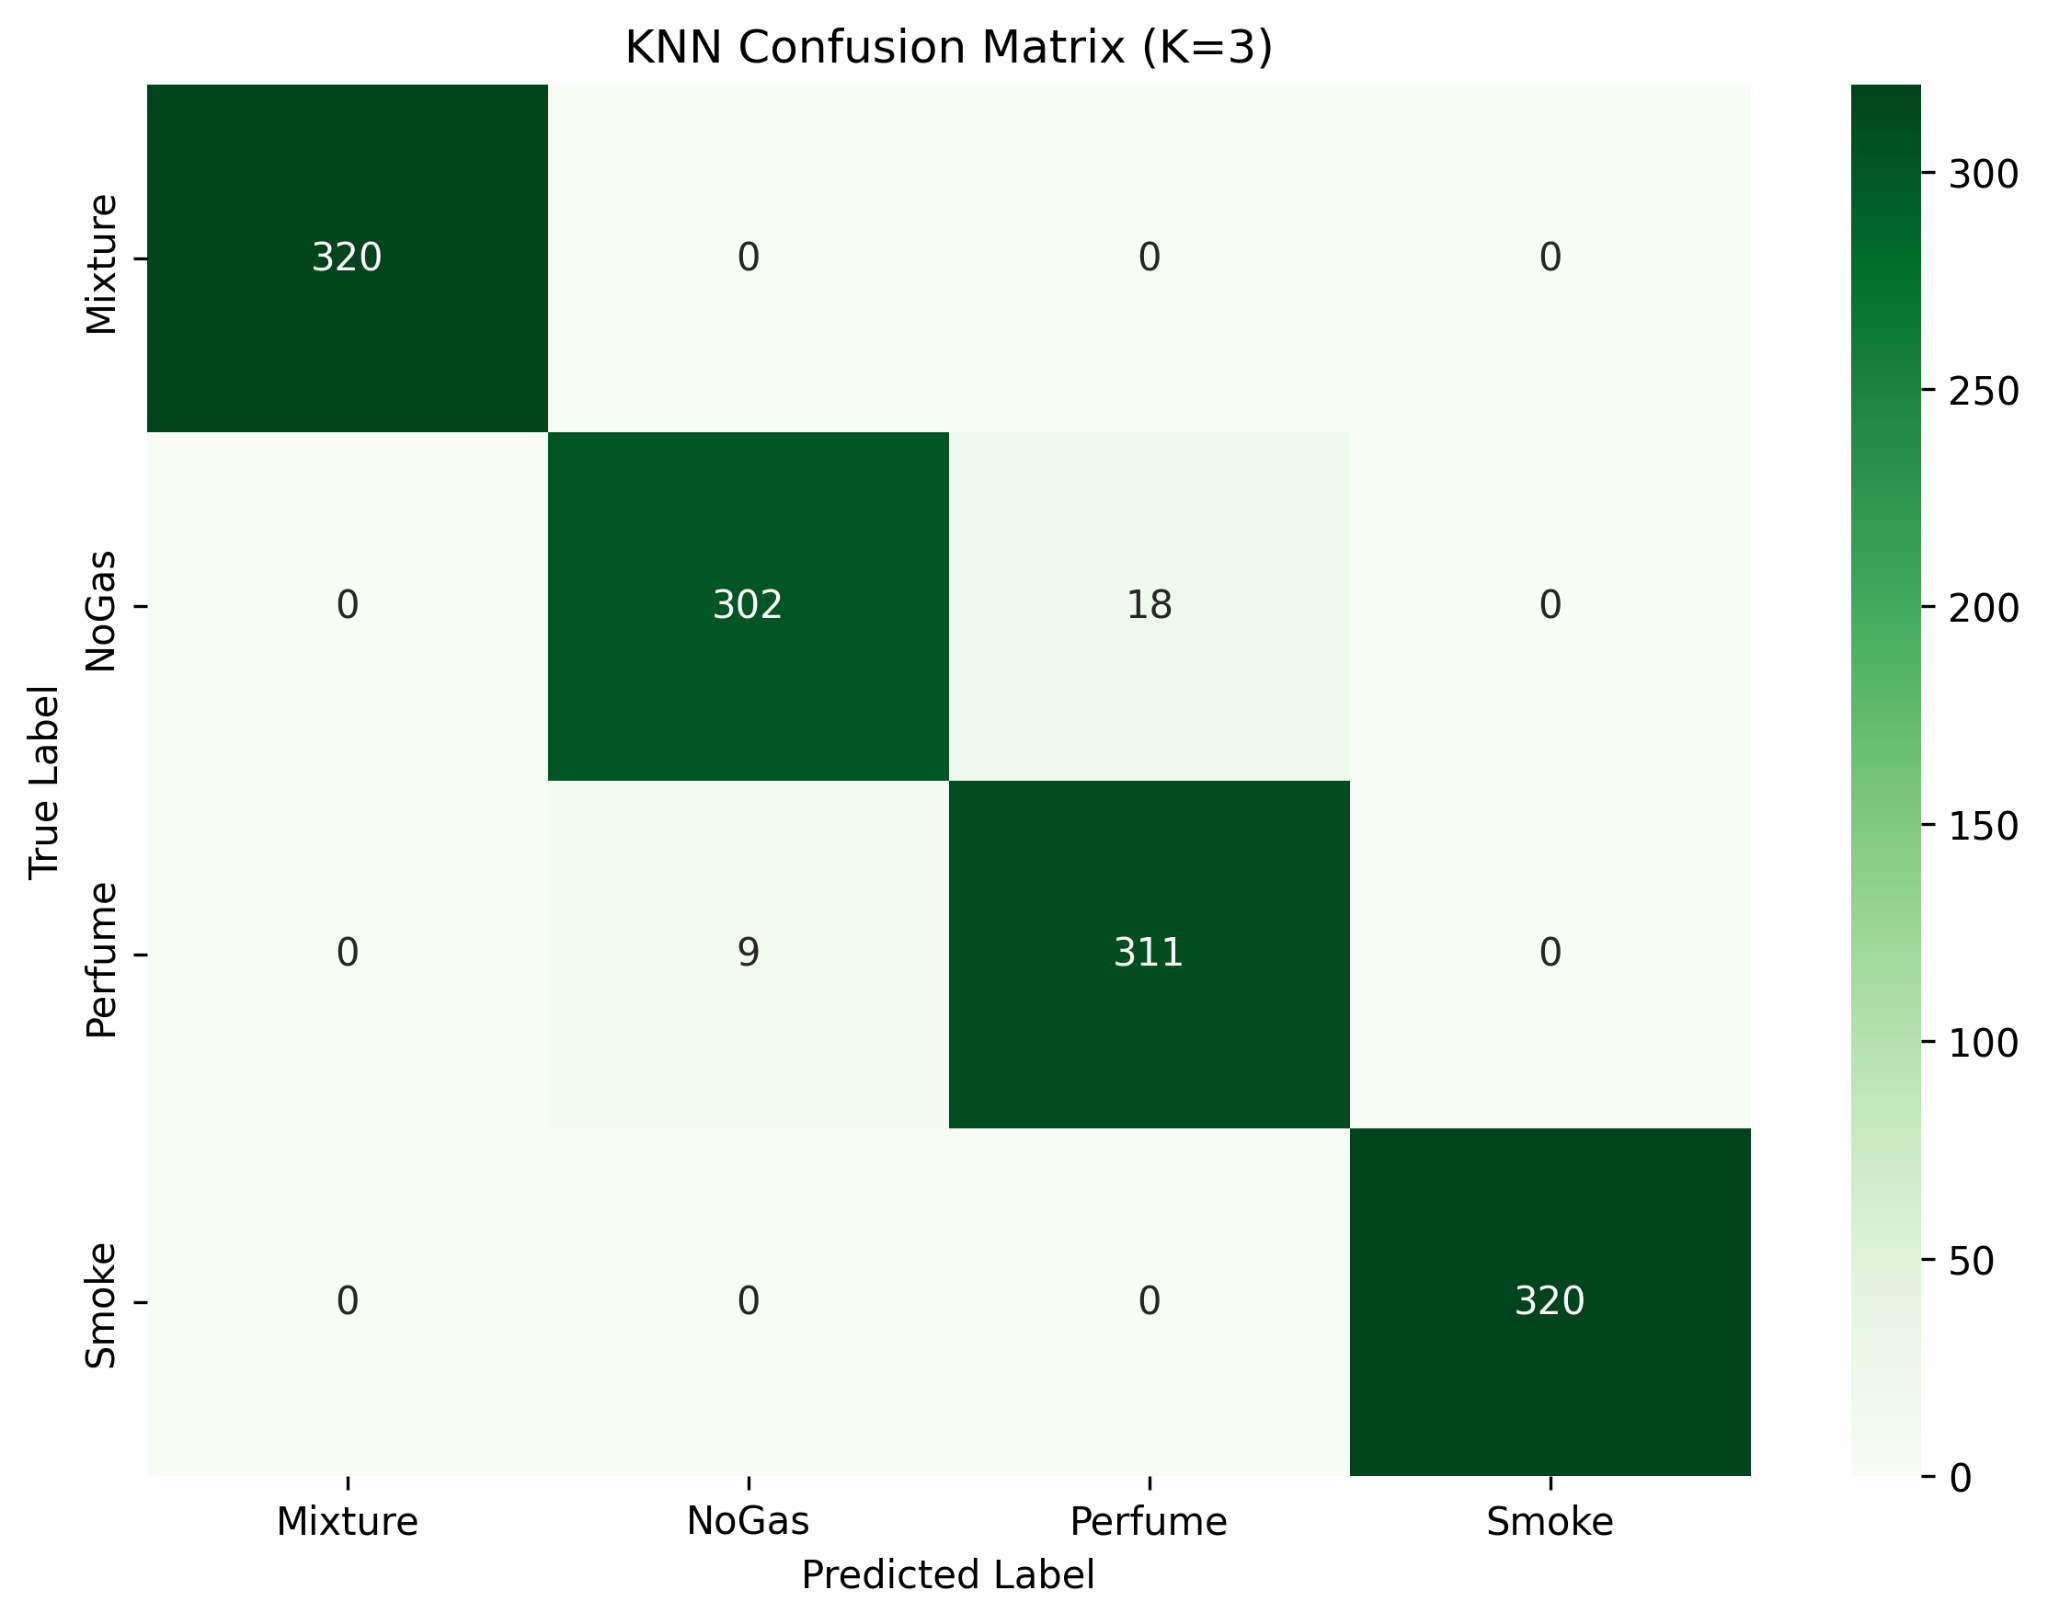 KNN Confusion Matrix (K=3)
True Label
Mixture
320 0 0 0
NoGas
0 302 18 0
Perfume
0 9 311 0
Smoke
0 0 0 320
Mixture NoGas Perfume Smoke
Predicted Label
300
250
200
150
100
50
0